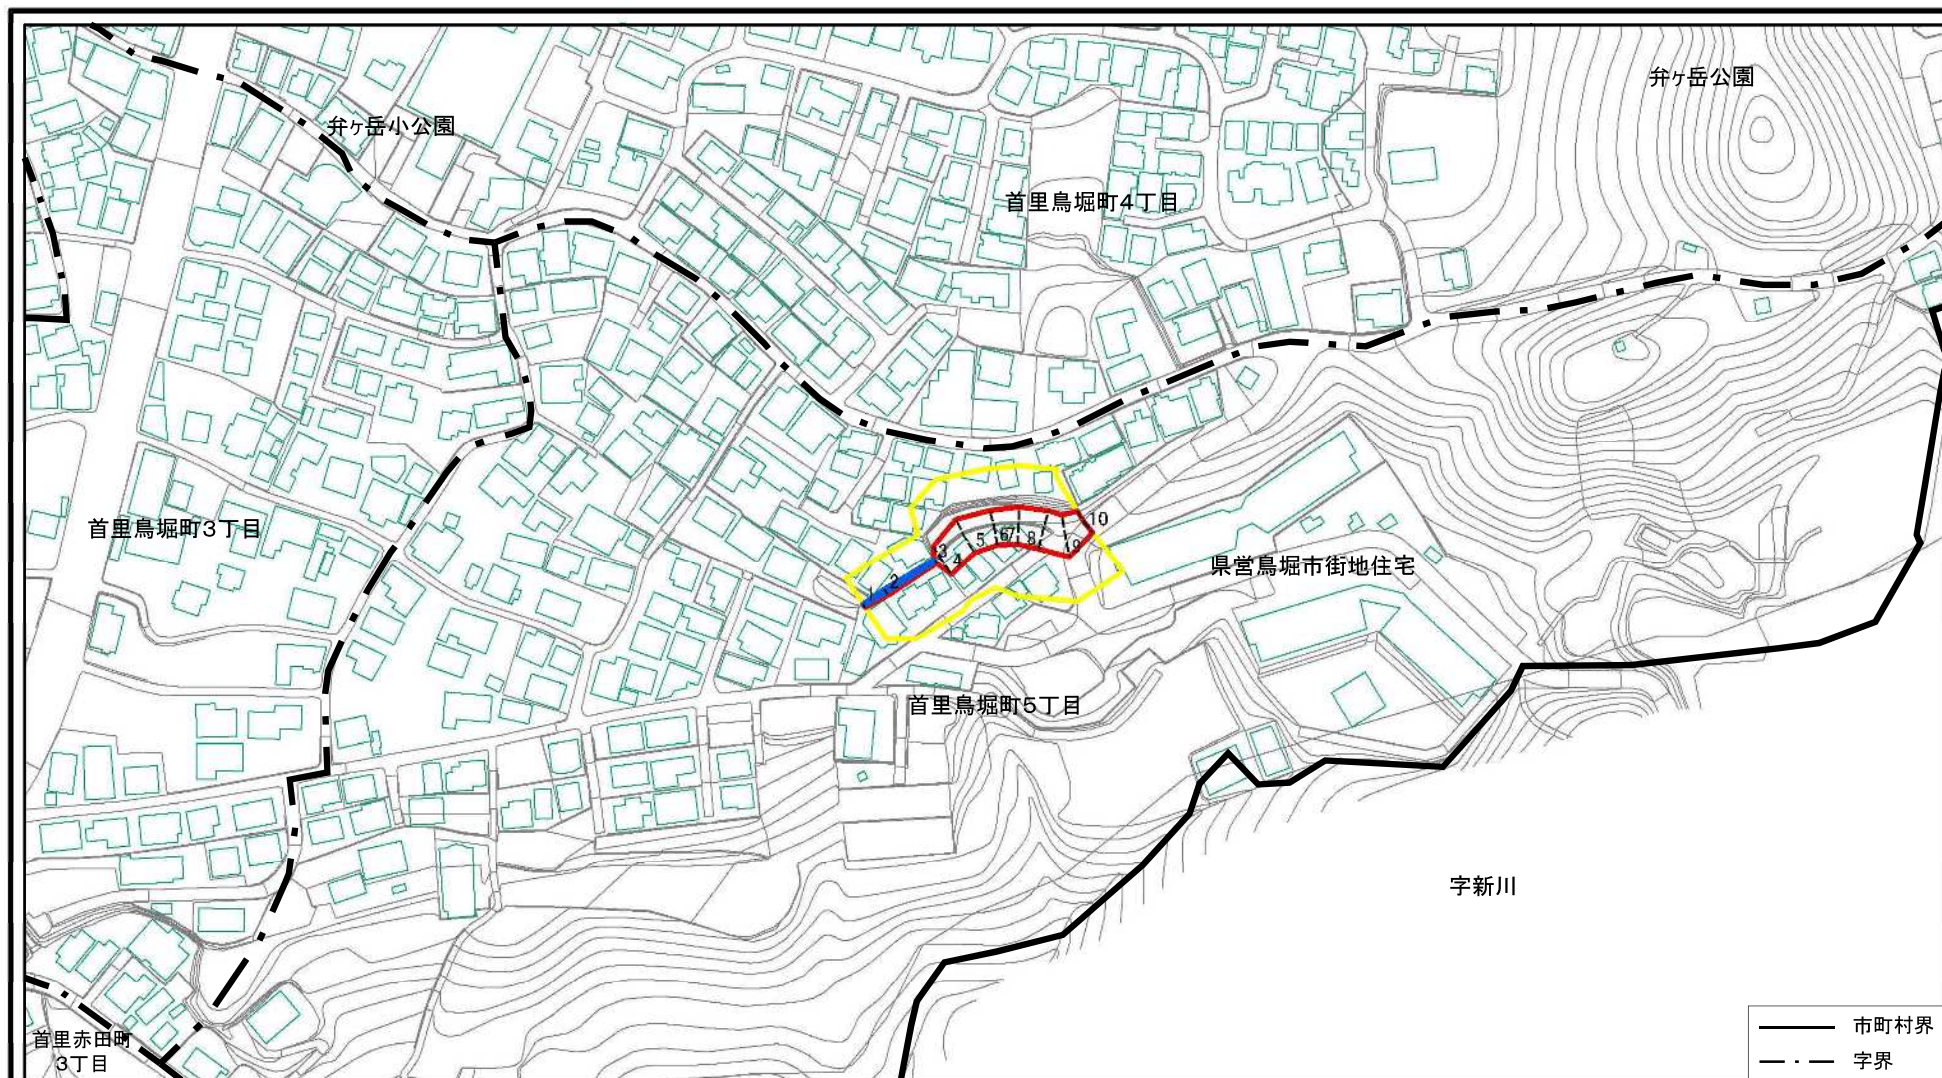 弁ヶ岳公園
弁ヶ岳小公園
首里鳥堀町4丁目
首里鳥堀町3丁目
10
3
4
5
6
7
8
9
1
2
県営鳥堀市街地住宅
首里鳥堀町5丁目
字新川
首里赤田町
3丁目
市町村界
字界